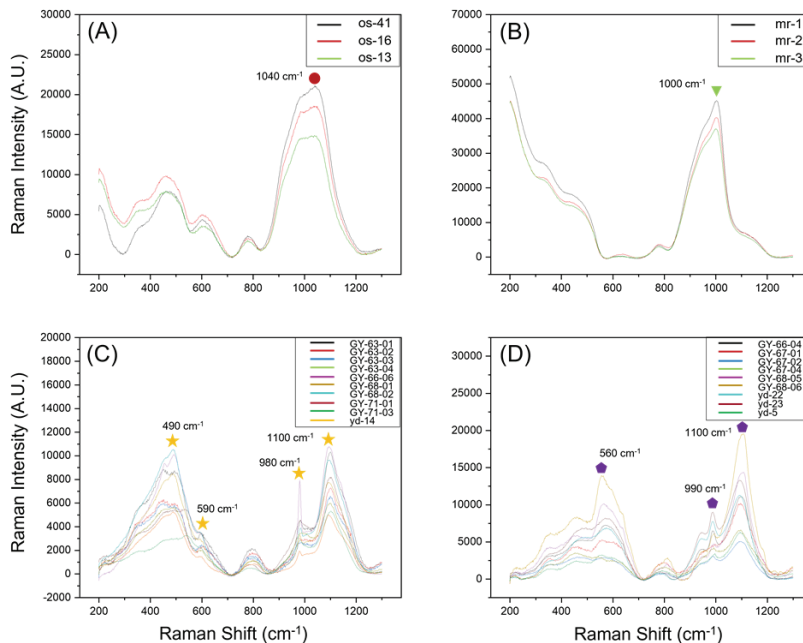 (A)
os-41
os-16
os-13
1040 cm⁻¹
Raman Intensity (A.U.)
25000
20000
15000
10000
5000
0
200 400 600 800 1000 1200
(B)
mr-1
mr-2
mr-3
1000 cm⁻¹
70000
60000
50000
40000
30000
20000
10000
0
200 400 600 800 1000 1200
(C)
GY-63-01
GY-63-02
GY-63-03
GY-63-04
GY-66-06
GY-68-01
GY-68-02
GY-71-01
GY-71-03
yd-14
490 cm⁻¹
590 cm⁻¹
980 cm⁻¹
1100 cm⁻¹
Raman Intensity (A.U.)
20000
18000
16000
14000
12000
10000
8000
6000
4000
2000
0
-2000
200 400 600 800 1000 1200
Raman Shift (cm⁻¹)
(D)
GY-66-04
GY-67-01
GY-67-02
GY-67-04
GY-68-05
GY-68-06
yd-22
yd-23
yd-5
560 cm⁻¹
990 cm⁻¹
1100 cm⁻¹
30000
25000
20000
15000
10000
5000
0
200 400 600 800 1000 1200
Raman Shift (cm⁻¹)